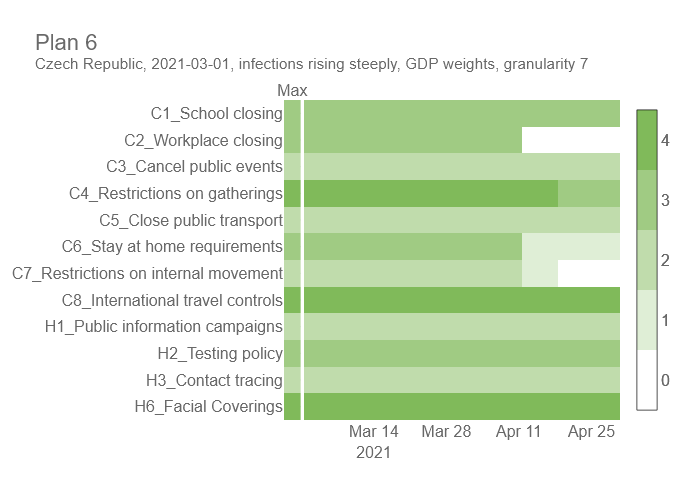 Plan 6
Czech Republic, 2021-03-01, infections rising steeply, GDP weights, granularity 7
Max
C1_School closing
C2_Workplace closing
C3_Cancel public events
C4_Restrictions on gatherings
C5_Close public transport
C6_Stay at home requirements
C7_Restrictions on internal movement
C8_International travel controls
H1_Public information campaigns
H2_Testing policy
H3_Contact tracing
H6_Facial Coverings
Mar 14 Mar 28 Apr 11 Apr 25
2021
4
3
2
1
0